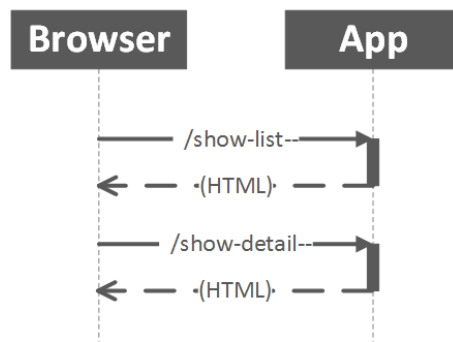 Browser App
/show-list
(HTML)
/show-detail
(HTML)